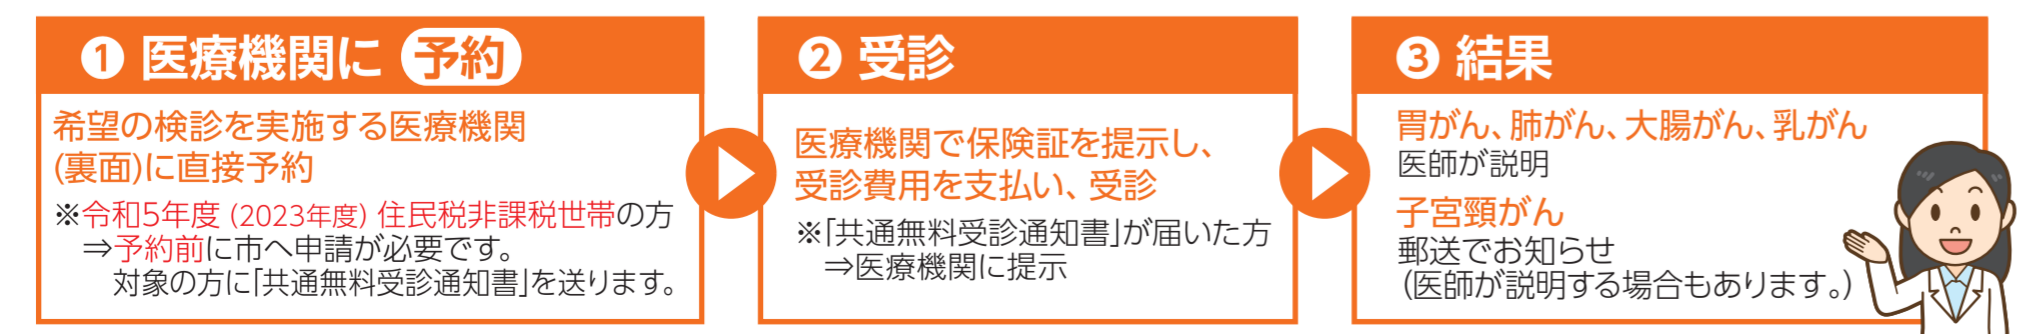 ❶ 医療機関に 予約
希望の検診を実施する医療機関
(裏面)に直接予約
※令和5年度 (2023年度) 住民税非課税世帯の方
⇒予約前に市へ申請が必要です。
対象の方に「共通無料受診通知書」を送ります。
❷ 受診
医療機関で保険証を提示し、
受診費用を支払い、受診
※「共通無料受診通知書」が届いた方
⇒医療機関に提示
❸ 結果
胃がん、肺がん、大腸がん、乳がん
医師が説明
子宮頸がん
郵送でお知らせ
（医師が説明する場合もあります。）